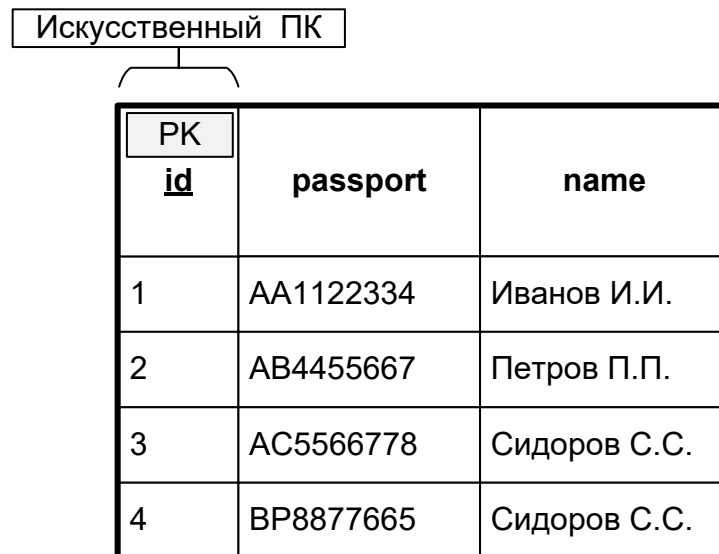 Искусственный ПК
PK
id passport name
1 AA1122334 Иванов И.И.
2 AB4455667 Петров П.П.
3 AC5566778 Сидоров С.С.
4 BP8877665 Сидоров С.С.